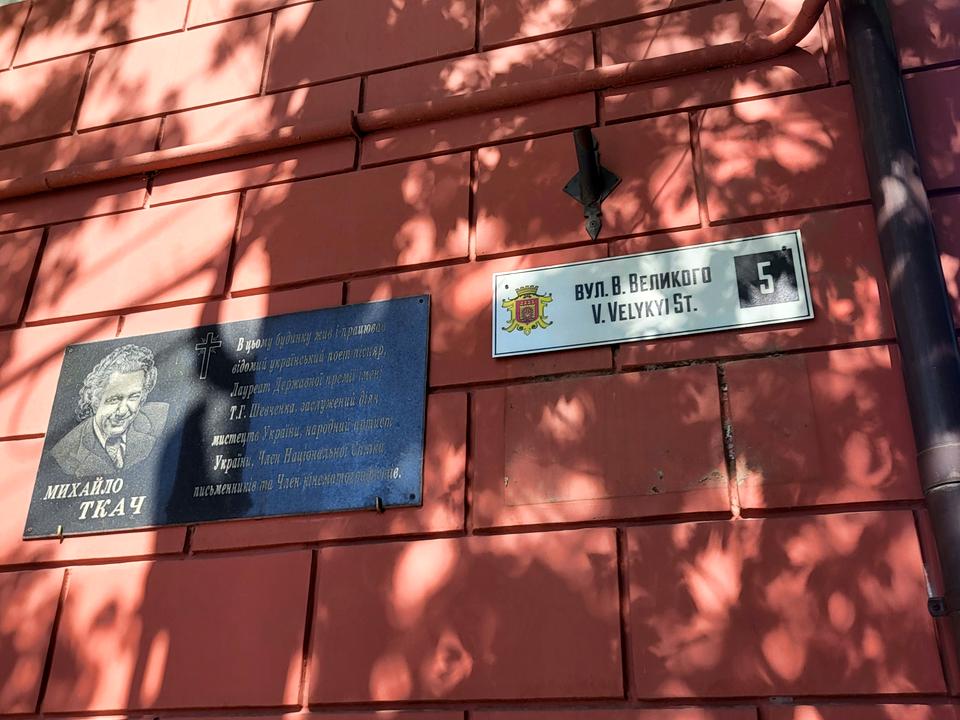 МИХАЙЛО
ТКАЧ
В цьому будинку жив і працював
відомий український поет-пісняр,
Лауреат Державної премії імені
Т.Г. Шевченка, заслужений діяч
мистецтв України, народний артист
України, Член Національної Спілки
письменників та Член кінематографістів.
ВУЛ. В. ВЕЛИКОГО
V. VELYKYI ST.
5